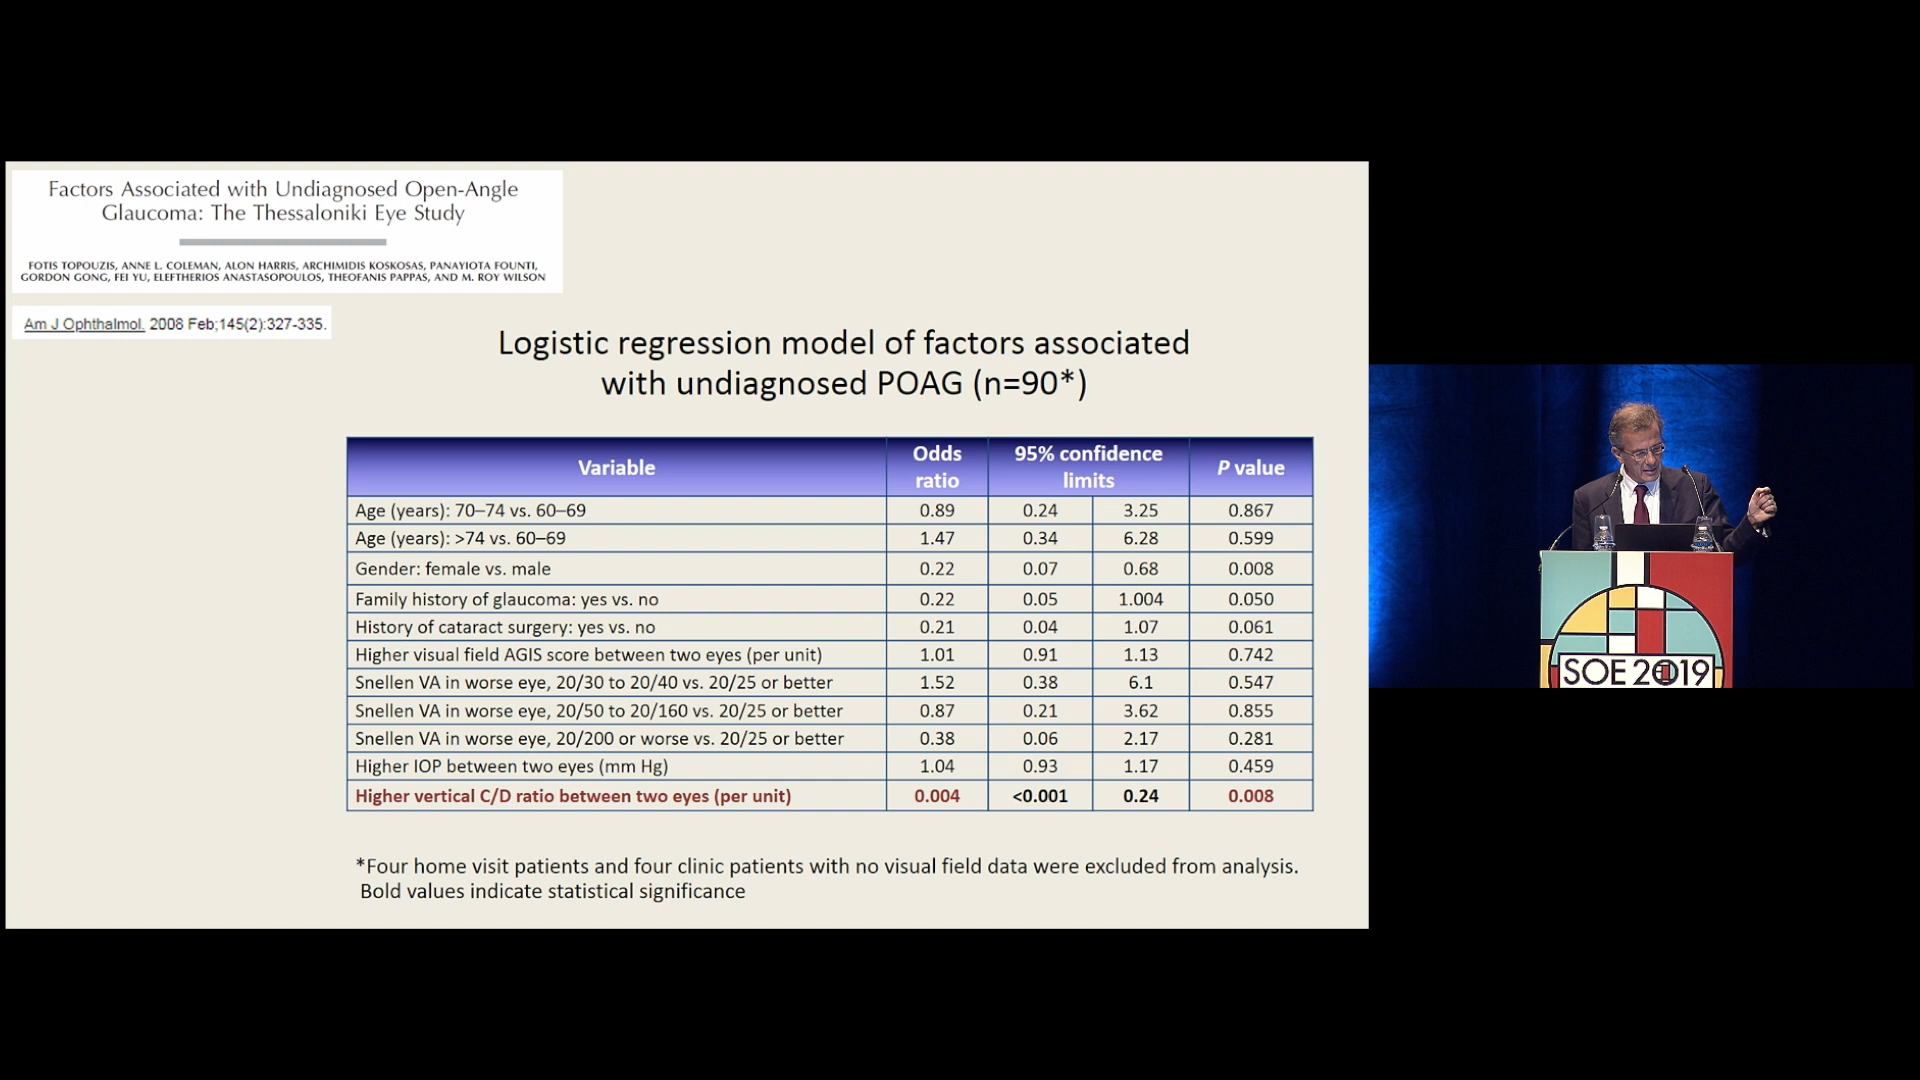 Factors Associated with Undiagnosed Open-Angle
Glaucoma: The Thessaloniki Eye Study
FOTIS TOPOUZIS, ANNE L. COLEMAN, ALON HARRIS, ARCHIMIDIS KOSKOSAS, PANAYIOTA FOUNTI,
GORDON GONG, FEI YU, ELEFTHERIOS ANASTASOPOULOS, THEOFANIS PAPPAS, AND M. ROY WILSON
Am J Ophthalmol. 2008 Feb;145(2):327-335.
Logistic regression model of factors associated
with undiagnosed POAG (n=90*)
Variable Odds ratio 95% confidence limits P value
Age (years): 70–74 vs. 60–69 0.89 0.24 3.25 0.867
Age (years): >74 vs. 60–69 1.47 0.34 6.28 0.599
Gender: female vs. male 0.22 0.07 0.68 0.008
Family history of glaucoma: yes vs. no 0.22 0.05 1.004 0.050
History of cataract surgery: yes vs. no 0.21 0.04 1.07 0.061
Higher visual field AGIS score between two eyes (per unit) 1.01 0.91 1.13 0.742
Snellen VA in worse eye, 20/30 to 20/40 vs. 20/25 or better 1.52 0.38 6.1 0.547
Snellen VA in worse eye, 20/50 to 20/160 vs. 20/25 or better 0.87 0.21 3.62 0.855
Snellen VA in worse eye, 20/200 or worse vs. 20/25 or better 0.38 0.06 2.17 0.281
Higher IOP between two eyes (mm Hg) 1.04 0.93 1.17 0.459
Higher vertical C/D ratio between two eyes (per unit) 0.004 <0.001 0.24 0.008
*Four home visit patients and four clinic patients with no visual field data were excluded from analysis.
Bold values indicate statistical significance
SOE 2019